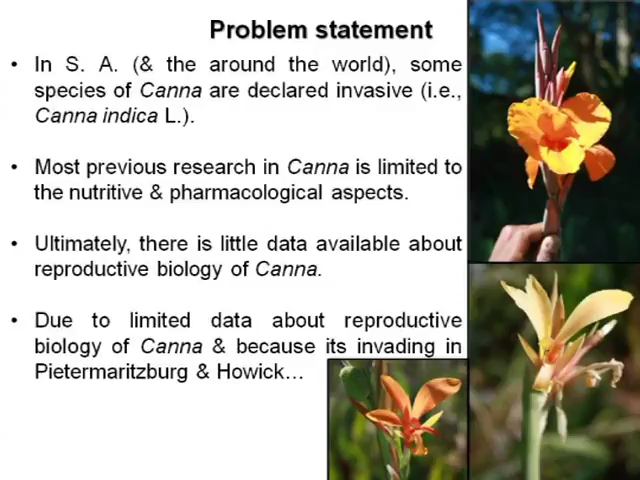 Problem statement
• In S. A. (& the around the world), some
species of Canna are declared invasive (i.e.,
Canna indica L.).
• Most previous research in Canna is limited to
the nutritive & pharmacological aspects.
• Ultimately, there is little data available about
reproductive biology of Canna.
• Due to limited data about reproductive
biology of Canna & because its invading in
Pietermaritzburg & Howick…